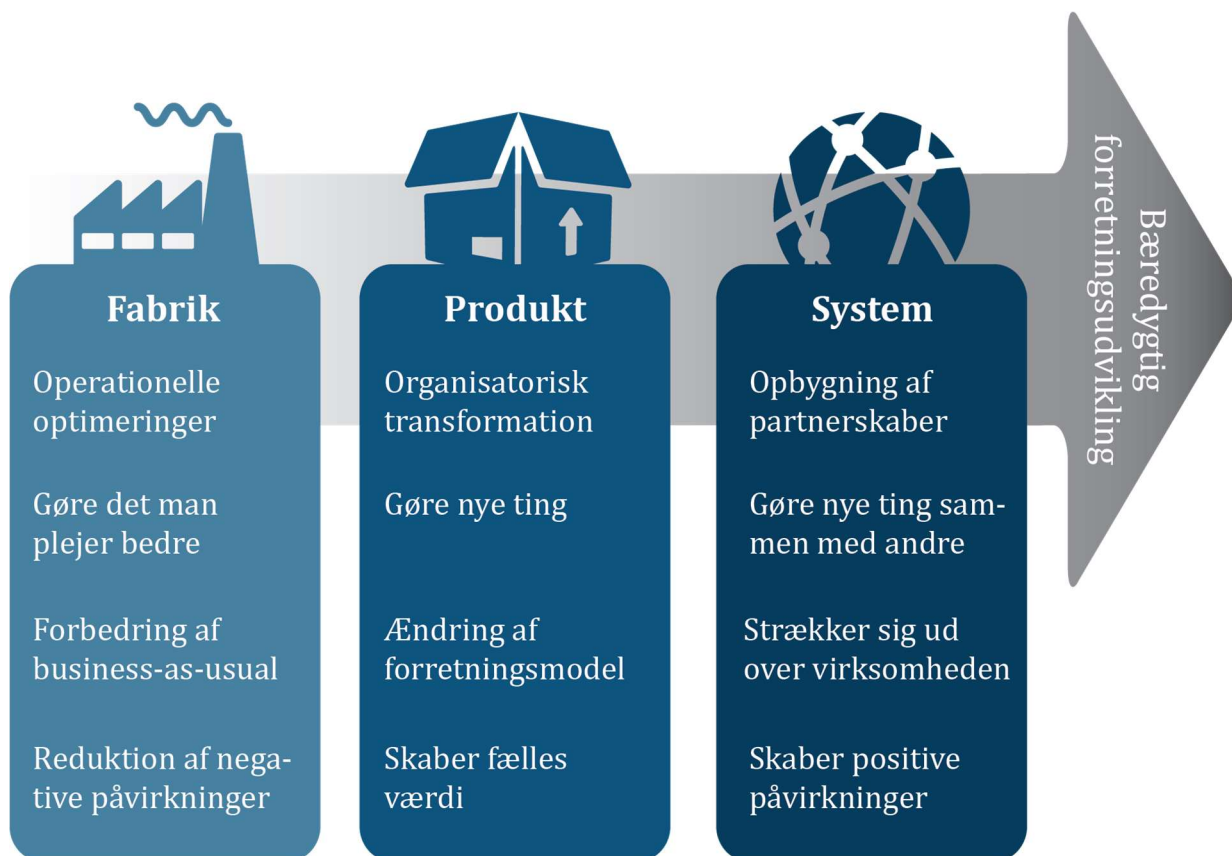 Fabrik
Operationelle
optimeringer
Gøre det man
plejer bedre
Forbedring af
business-as-usual
Reduktion af nega-
tive påvirkninger
Produkt
Organisatorisk
transformation
Gøre nye ting
Ændring af
forretningsmodel
Skaber fælles
værdi
System
Opbygning af
partnerskaber
Gøre nye ting sam-
men med andre
Strækker sig ud
over virksomheden
Skaber positive
påvirkninger
Bæredygtig
forretningsudvikling